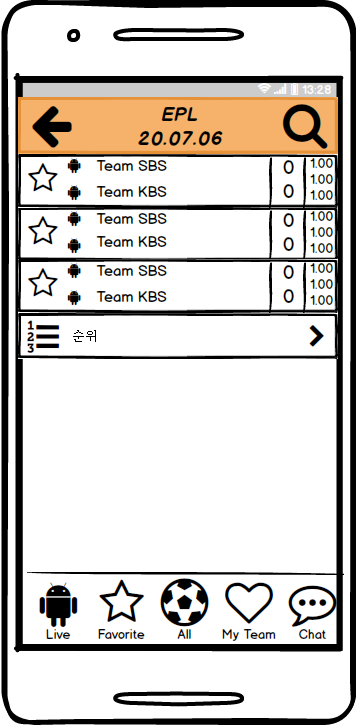 13:28
EPL
20.07.06
Team SBS 0 1.00
1.00
Team KBS 0 1.00
Team SBS 0 1.00
1.00
Team KBS 0 1.00
Team SBS 0 1.00
1.00
Team KBS 0 1.00
1
2
3
순위
Live Favorite All My Team Chat